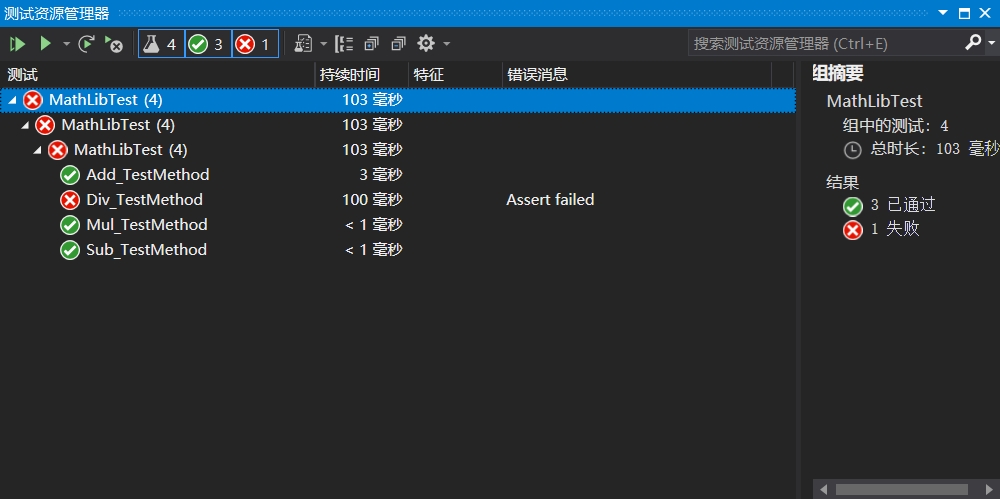 测试资源管理器
4 3 1 搜索测试资源管理器 (Ctrl+E)
测试 持续时间 特征 错误消息
MathLibTest (4) 103 毫秒
MathLibTest (4) 103 毫秒
MathLibTest (4) 103 毫秒
Add_TestMethod 3 毫秒
Div_TestMethod 100 毫秒 Assert failed
Mul_TestMethod < 1 毫秒
Sub_TestMethod < 1 毫秒
组摘要
MathLibTest
组中的测试: 4
总时长: 103 毫秒
结果
3 已通过
1 失败